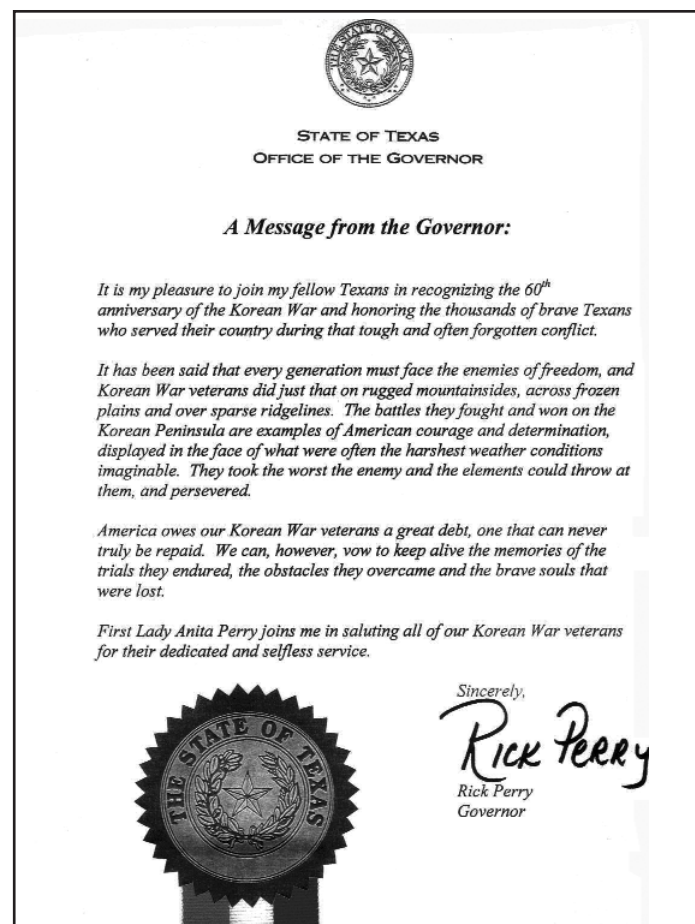 THE STATE OF TEXAS
STATE OF TEXAS
OFFICE OF THE GOVERNOR
A Message from the Governor:
It is my pleasure to join my fellow Texans in recognizing the 60th
anniversary of the Korean War and honoring the thousands of brave Texans
who served their country during that tough and often forgotten conflict.
It has been said that every generation must face the enemies of freedom, and
Korean War veterans did just that on rugged mountainsides, across frozen
plains and over sparse ridgelines. The battles they fought and won on the
Korean Peninsula are examples of American courage and determination,
displayed in the face of what were often the harshest weather conditions
imaginable. They took the worst the enemy and the elements could throw at
them, and persevered.
America owes our Korean War veterans a great debt, one that can never
truly be repaid. We can, however, vow to keep alive the memories of the
trials they endured, the obstacles they overcame and the brave souls that
were lost.
First Lady Anita Perry joins me in saluting all of our Korean War veterans
for their dedicated and selfless service.
Sincerely,
RICK PERRY
Rick Perry
Governor
THE STATE OF TEXAS